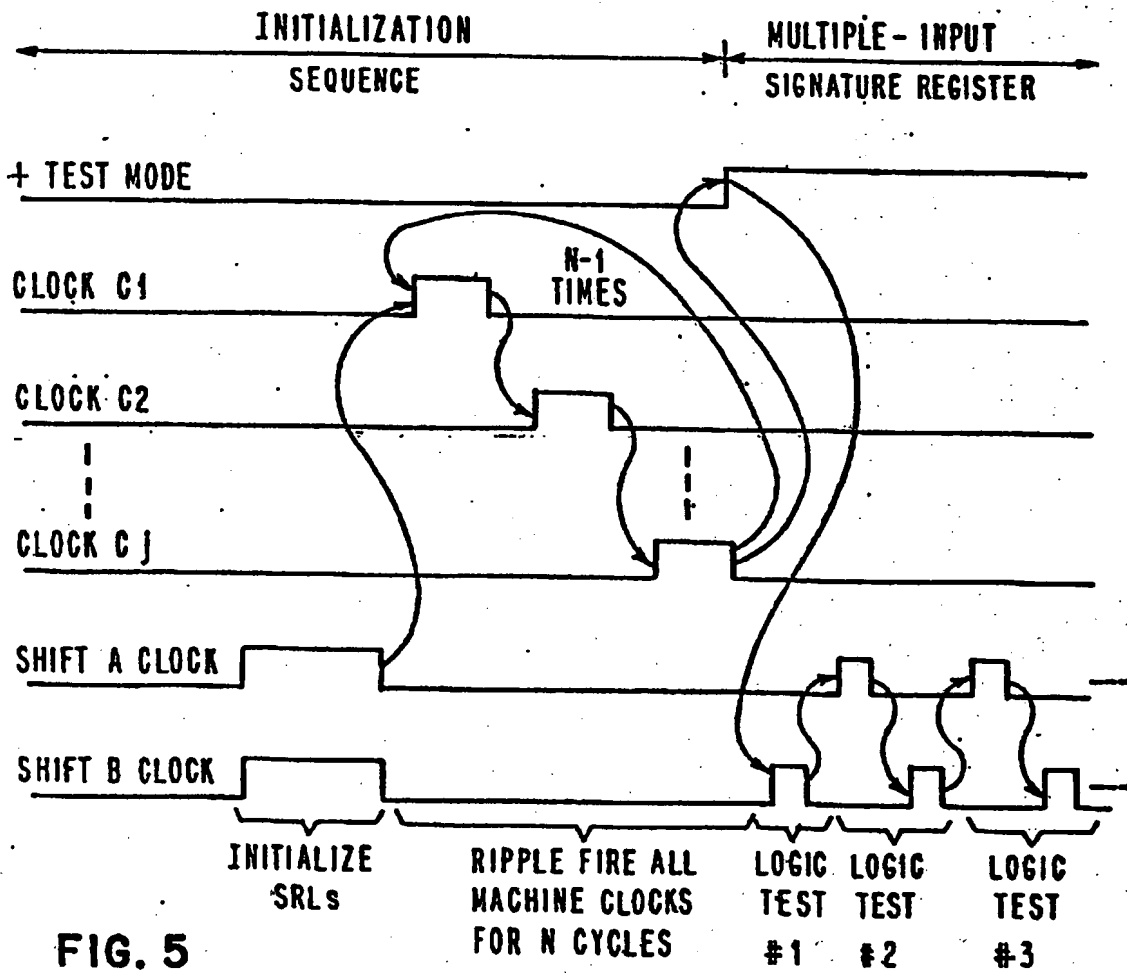 INITIALIZATION
SEQUENCE
MULTIPLE-INPUT
SIGNATURE REGISTER
+ TEST MODE
N-1
TIMES
CLOCK C1
CLOCK C2
CLOCK Cj
SHIFT A CLOCK
SHIFT B CLOCK
INITIALIZE
SRLs
RIPPLE FIRE ALL
MACHINE CLOCKS
FOR N CYCLES
LOGIC
TEST
#1
LOGIC
TEST
#2
LOGIC
TEST
#3
FIG. 5